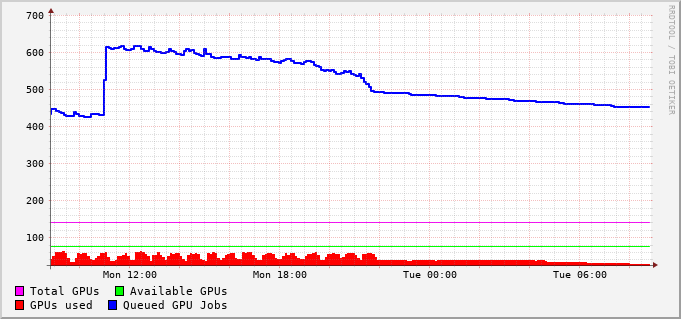 700
600
500
400
300
200
100
Mon 12:00 Mon 18:00 Tue 00:00 Tue 06:00
Total GPUs Available GPUs
GPUs used Queued GPU Jobs
RRDTOOL / TOBI OETIKER